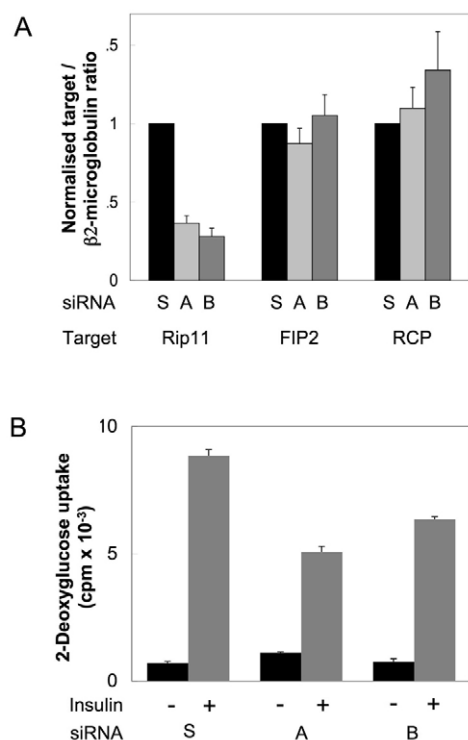 A
Normalised target /
β2-microglobulin ratio
.5
1
.5
0
siRNA S A B S A B S A B
Target Rip11 FIP2 RCP
B
2-Deoxyglucose uptake
(cpm x 10-3)
10
5
0
Insulin - + - + - +
siRNA S A B